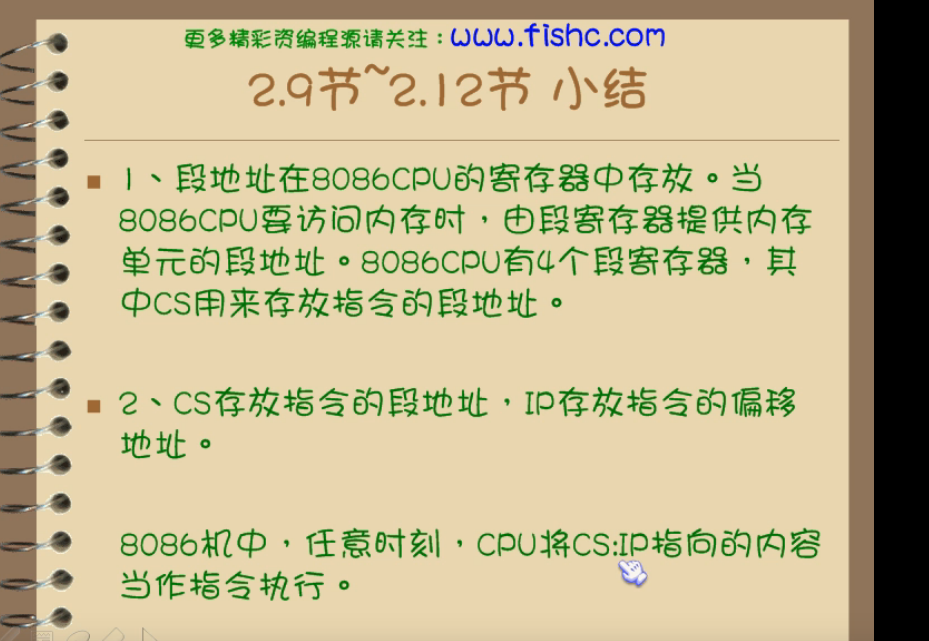 更多精彩资编程源请关注：www.fishc.com
2.9节~2.12节 小结
1、段地址在8086CPU的寄存器中存放。当
8086CPU要访问内存时，由段寄存器提供内存
单元的段地址。8086CPU有4个段寄存器，其
中CS用来存放指令的段地址。
2、CS存放指令的段地址，IP存放指令的偏移
地址。
8086机中，任意时刻，CPU将CS:IP指向的内容
当作指令执行。